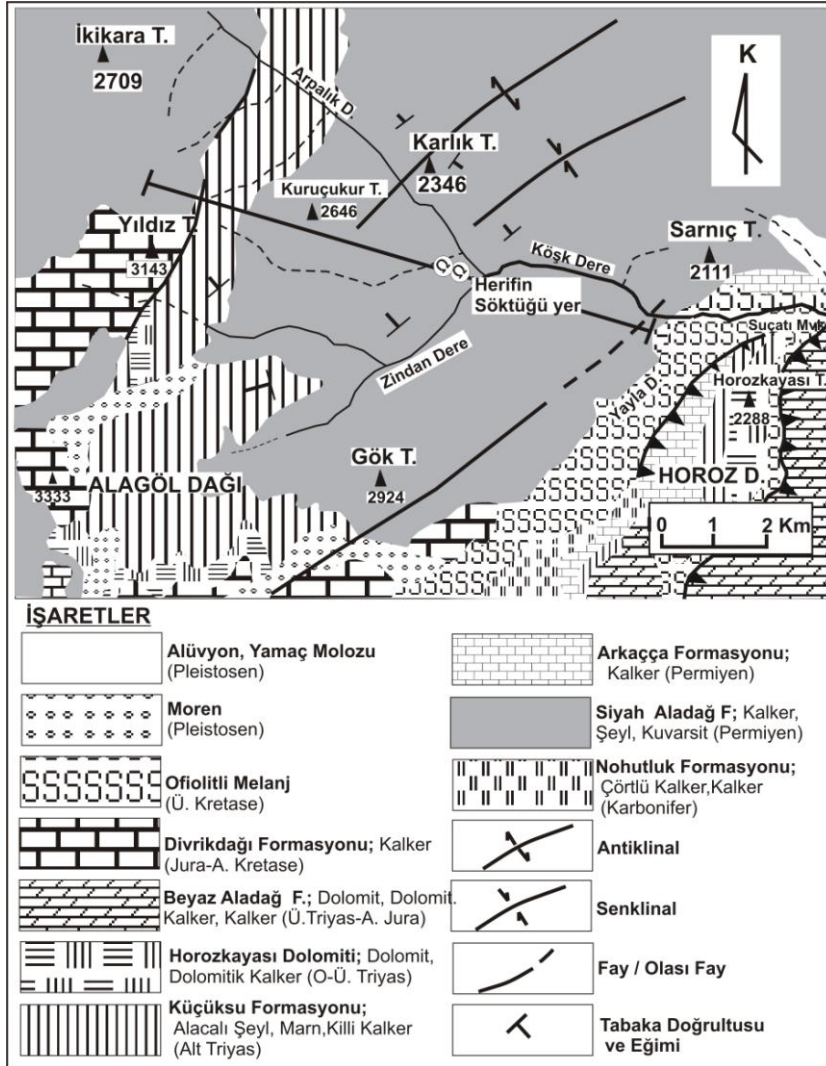 İkikara T.
2709
Arpalık D.
K
Karlık T.
2346
Kuruçukur T.
2646
Yıldız T.
3143
Sarnıç T.
2111
Köşk Dere
Herifin
Söktüğü yer
Suçatı Mvk.
Zindan Dere
Yayla D.
Horozkayası T.
2288
Gök T.
2924
ALAGÖL DAĞI
3333
HOROZ D.
0 1 2 Km
İŞARETLER
Alüvyon, Yamaç Molozu
(Pleistosen)
Moren
(Pleistosen)
Ofiolitli Melanj
(Ü. Kretase)
Divrikdağı Formasyonu; Kalker
(Jura-A. Kretase)
Beyaz Aladağ F.; Dolomit, Dolomit.
Kalker, Kalker (Ü.Triyas-A. Jura)
Horozkayası Dolomiti; Dolomit,
Dolomitik Kalker (O-Ü. Triyas)
Küçüksu Formasyonu;
Alacalı Şeyl, Marn,Killi Kalker
(Alt Triyas)
Arkaçça Formasyonu;
Kalker (Permiyen)
Siyah Aladağ F; Kalker,
Şeyl, Kuvarsit (Permiyen)
Nohutluk Formasyonu;
Çörtlü Kalker,Kalker
(Karbonifer)
Antiklinal
Senklinal
Fay / Olası Fay
Tabaka Doğrultusu
ve Eğimi